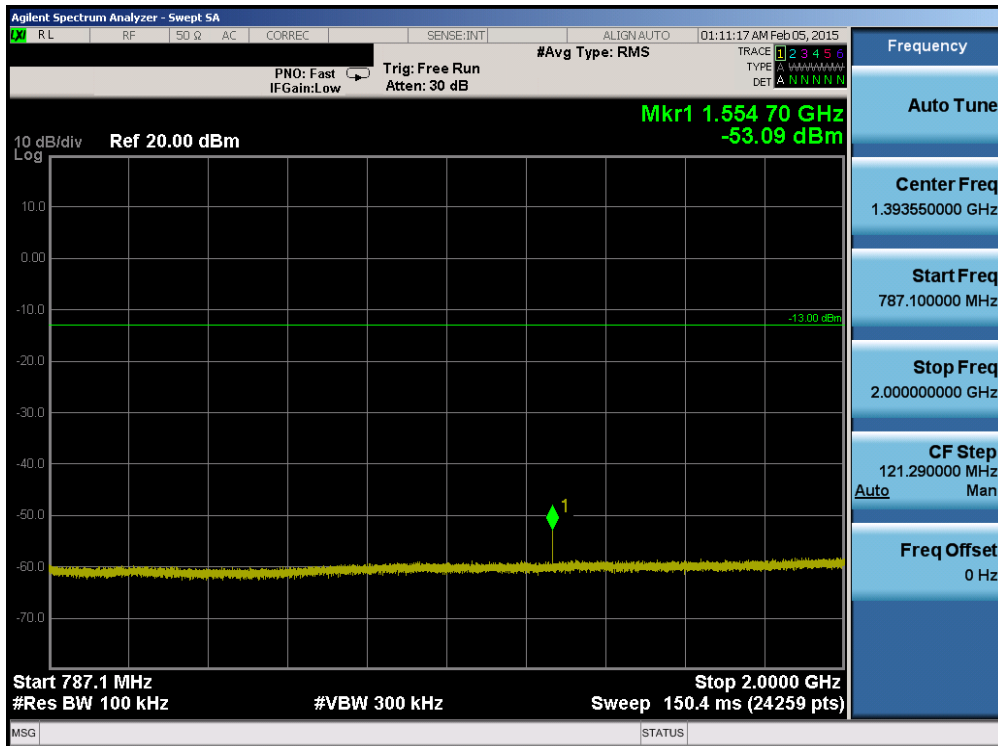 Agilent Spectrum Analyzer - Swept SA
LXI RL RF 50 Ω AC CORREC SENSE:INT ALIGN AUTO 01:11:17 AM Feb 05, 2015
#Avg Type: RMS
TRACE 1 2 3 4 5 6
TYPE A WWWWW
DET A N N N N N
PNO: Fast
IFGain:Low
Trig: Free Run
Atten: 30 dB
Mkr1 1.554 70 GHz
-53.09 dBm
10 dB/div
Log
Ref 20.00 dBm
10.0
0.00
-10.0
-13.00 dBm
-20.0
-30.0
-40.0
-50.0
1
-60.0
-70.0
Start 787.1 MHz
Stop 2.0000 GHz
#Res BW 100 kHz
#VBW 300 kHz
Sweep 150.4 ms (24259 pts)
MSG
STATUS
Frequency
Auto Tune
Center Freq
1.393550000 GHz
Start Freq
787.100000 MHz
Stop Freq
2.000000000 GHz
CF Step
121.290000 MHz
Auto Man
Freq Offset
0 Hz